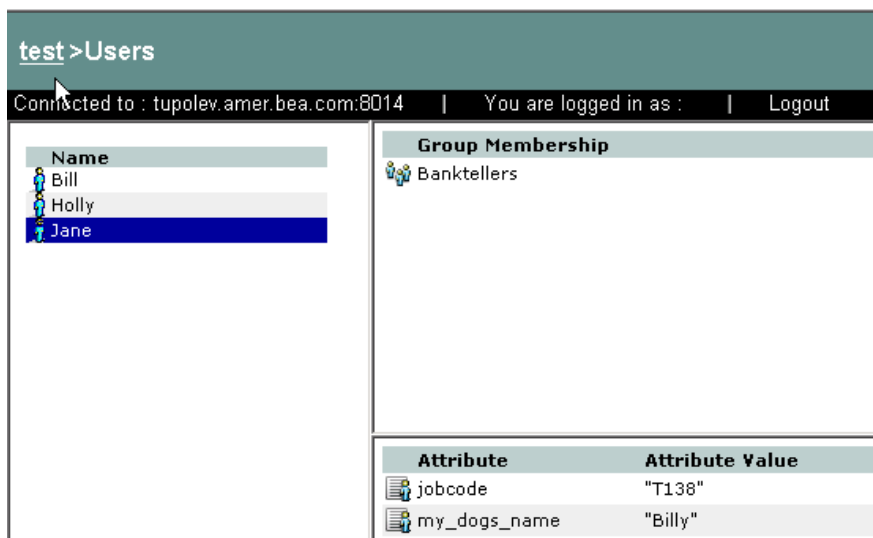 test >Users
Connected to : tupolev.amer.bea.com:8014 | You are logged in as : | Logout
Name
Bill
Holly
Jane
Group Membership
Banktellers
Attribute Attribute Value
jobcode "T138"
my_dogs_name "Billy"